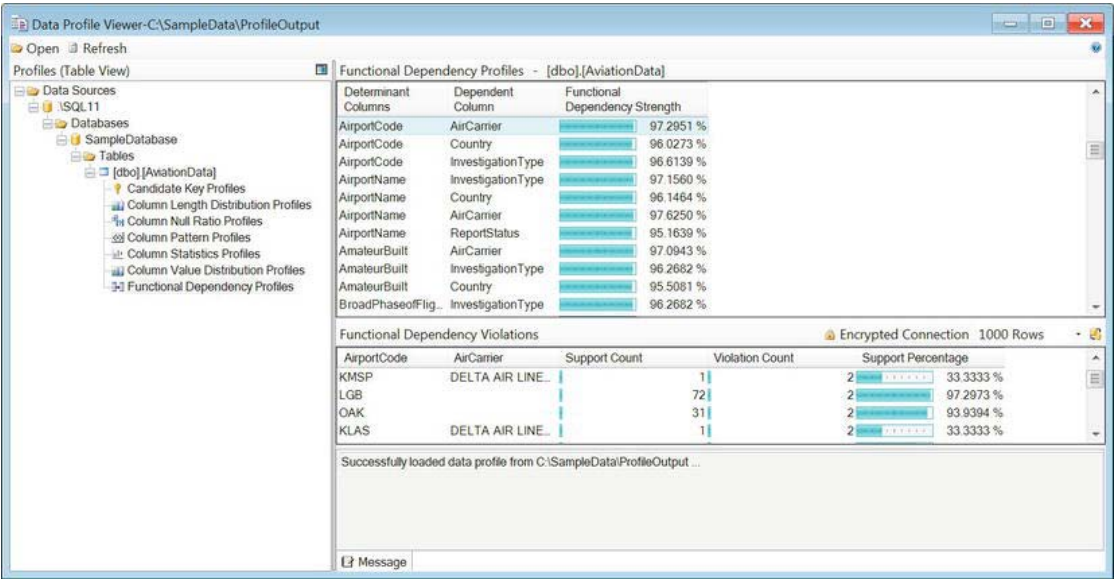 Data Profile Viewer-C:\SampleData\ProfileOutput
Open Refresh
Profiles (Table View)
Data Sources
.\SQL11
Databases
SampleDatabase
Tables
[dbo].[AviationData]
Candidate Key Profiles
Column Length Distribution Profiles
Column Null Ratio Profiles
Column Pattern Profiles
Column Statistics Profiles
Column Value Distribution Profiles
Functional Dependency Profiles
Functional Dependency Profiles - [dbo].[AviationData]
Determinant Columns Dependent Column Functional Dependency Strength
AirportCode AirCarrier 97.2951 %
AirportCode Country 96.0273 %
AirportCode InvestigationType 96.6139 %
AirportName InvestigationType 97.1560 %
AirportName Country 96.1464 %
AirportName AirCarrier 97.6250 %
AirportName ReportStatus 95.1639 %
AmateurBuilt AirCarrier 97.0943 %
AmateurBuilt InvestigationType 96.2682 %
AmateurBuilt Country 95.5081 %
BroadPhaseofFlig... InvestigationType 96.2682 %
Functional Dependency Violations Encrypted Connection 1000 Rows
AirportCode AirCarrier Support Count Violation Count Support Percentage
KMSP DELTA AIR LINE... 1 2 33.3333 %
LGB 72 2 97.2973 %
OAK 31 2 93.9394 %
KLAS DELTA AIR LINE... 1 2 33.3333 %
Successfully loaded data profile from C:\SampleData\ProfileOutput ...
Message